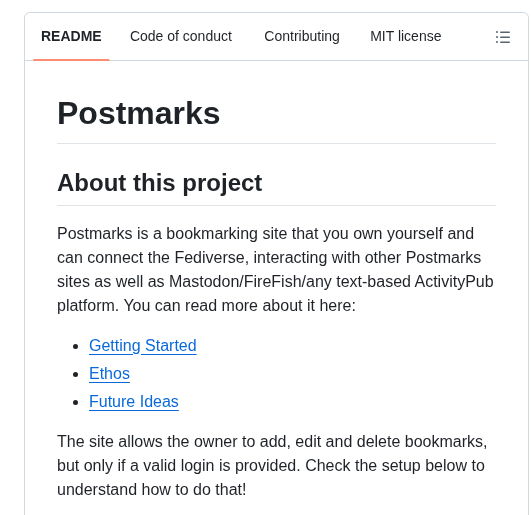 README Code of conduct Contributing MIT license
Postmarks
About this project
Postmarks is a bookmarking site that you own yourself and
can connect the Fediverse, interacting with other Postmarks
sites as well as Mastodon/FireFish/any text-based ActivityPub
platform. You can read more about it here:
Getting Started
Ethos
Future Ideas
The site allows the owner to add, edit and delete bookmarks,
but only if a valid login is provided. Check the setup below to
understand how to do that!